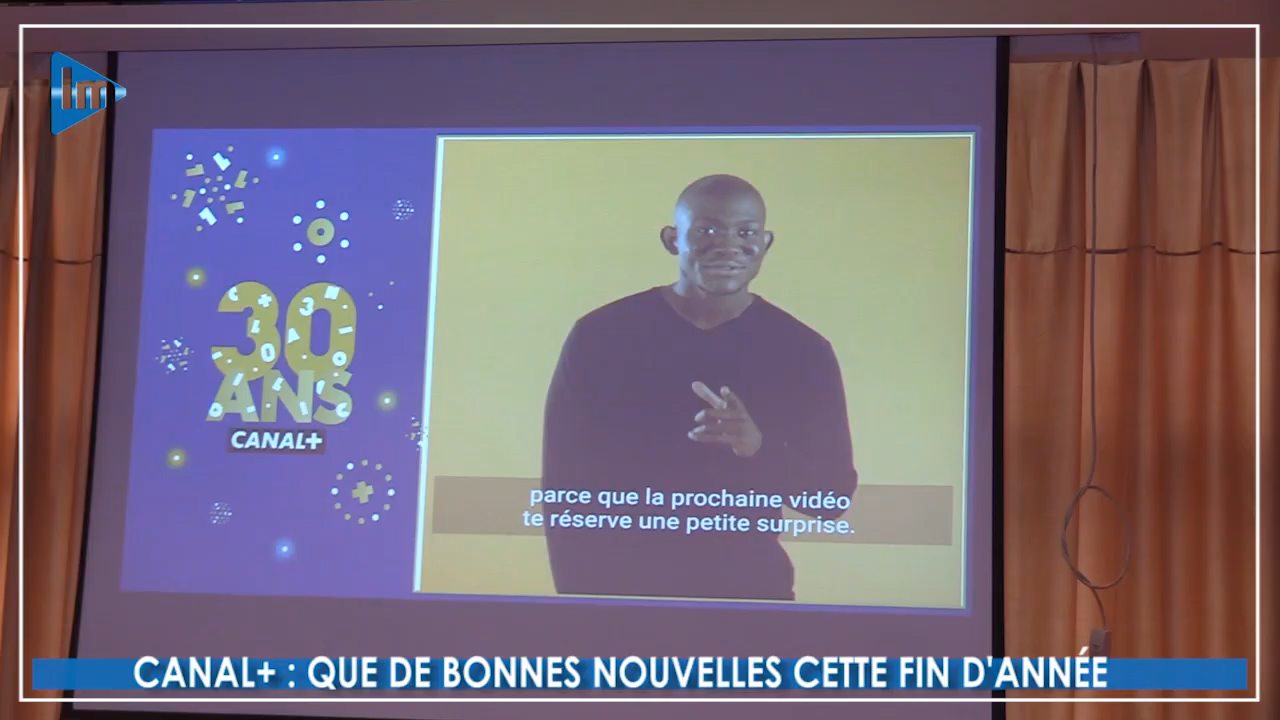 im
30
ANS
CANAL+
parce que la prochaine vidéo
te réserve une petite surprise.
CANAL+ : QUE DE BONNES NOUVELLES CETTE FIN D'ANNÉE